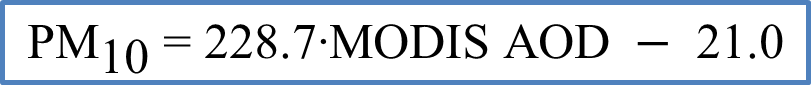 PM₁₀ = 228.7·MODIS AOD − 21.0